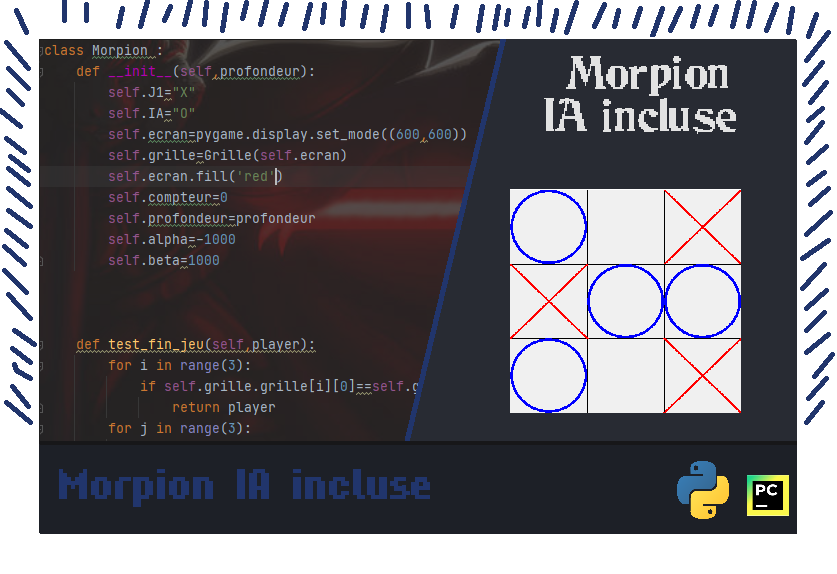 class Morpion :
def __init__(self,profondeur):
self.J1="X"
self.IA="O"
self.ecran=pygame.display.set_mode((600,600))
self.grille=Grille(self.ecran)
self.ecran.fill('red')
self.compteur=0
self.profondeur=profondeur
self.alpha=-1000
self.beta=1000
def test_fin_jeu(self,player):
for i in range(3):
if self.grille.grille[i][0]==self.g
return player
for j in range(3):
Morpion
IA incluse
Morpion IA incluse
PC